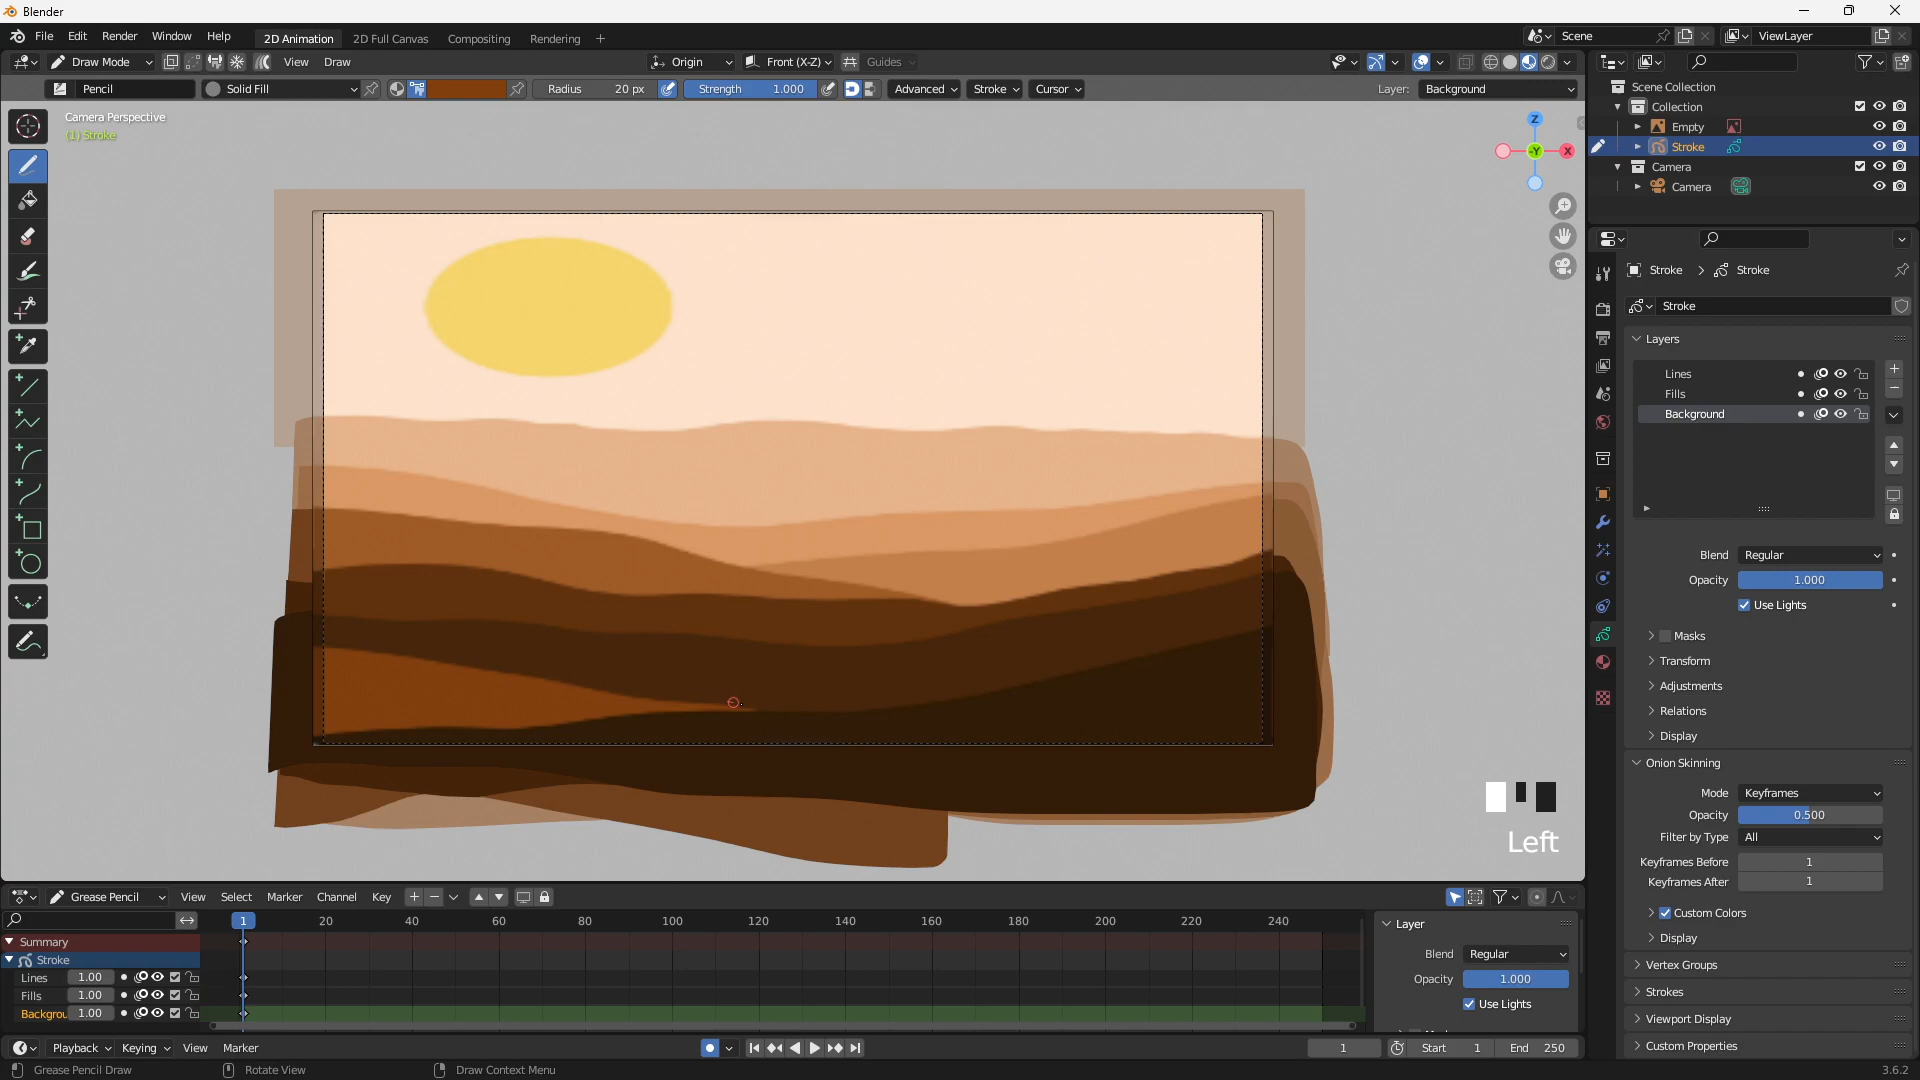 Blender
File Edit Render Window Help 2D Animation 2D Full Canvas Compositing Rendering + Scene ViewLayer
Draw Mode View Draw Origin Front (X-Z) Guides
Pencil Solid Fill Radius 20 px Strength 1.000 Advanced Stroke Cursor Layer: Background
Camera Perspective
(1) Stroke
Z
-Y X
Scene Collection
Collection
Empty
Stroke
Camera
Camera
Stroke Stroke
Stroke
Layers
Lines
Fills
Background
Blend Regular
Opacity 1.000
Use Lights
Masks
Transform
Adjustments
Relations
Display
Onion Skinning
Mode Keyframes
Opacity 0.500
Filter by Type All
Keyframes Before 1
Keyframes After 1
Custom Colors
Display
Vertex Groups
Strokes
Viewport Display
Custom Properties
Left
Grease Pencil View Select Marker Channel Key
1 20 40 60 80 100 120 140 160 180 200 220 240
Summary
Stroke
Lines 1.00
Fills 1.00
Backgrou 1.00
Layer
Blend Regular
Opacity 1.000
Use Lights
Playback Keying View Marker 1 Start 1 End 250
Grease Pencil Draw Rotate View Draw Context Menu 3.6.2